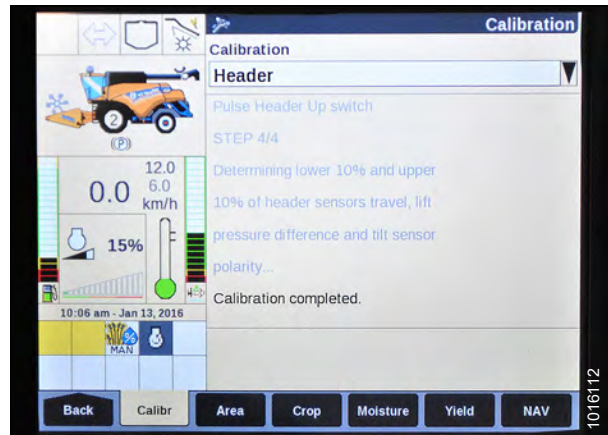 Calibration
Calibration
Header
Pulse Header Up switch
STEP 4/4
Determining lower 10% and upper
10% of header sensors travel, lift
pressure difference and tilt sensor
polarity...
Calibration completed.
2
(P)
12.0
0.0
6.0
km/h
15%
10:06 am - Jan 13, 2016
MAN
Back
Calibr
Area
Crop
Moisture
Yield
NAV
1016112